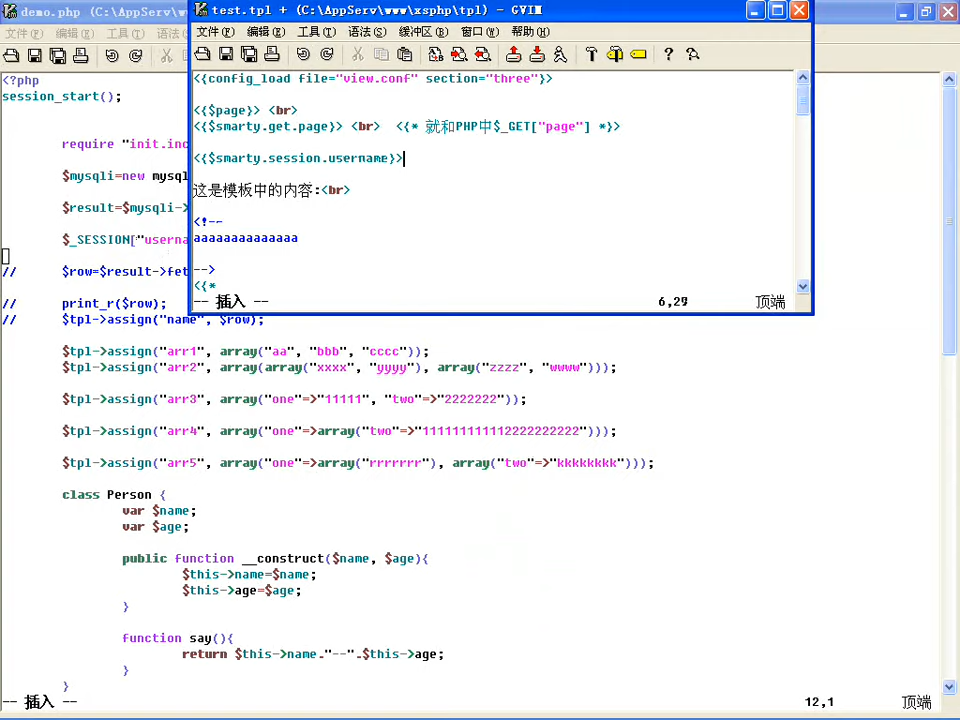 demo.php (C:\AppServ\w
test.tpl + (C:\AppServ\www\xsphp\tpl) - GVIM
文件(F) 编辑(E) 工具(T) 语法(
文件(F) 编辑(E) 工具(T) 语法(S) 缓冲区(B) 窗口(W) 帮助(H)
<{config_load file="view.conf" section="three"}>
<{$page}> <br>
<{$smarty.get.page}> <br> <{* 就和PHP中$_GET["page"] *}>
<{$smarty.session.username}>
这是模板中的内容:<br>
<!--
aaaaaaaaaaaaaa
-->
<{*
-- 插入 -- 6,29 顶端
<?php
session_start();
require "init.inc
$mysqli=new mysql
$result=$mysqli->
$_SESSION["userna
// $row=$result->fet
// print_r($row);
// $tpl->assign("name", $row);
$tpl->assign("arr1", array("aa", "bbb", "cccc"));
$tpl->assign("arr2", array(array("xxxx", "yyyy"), array("zzzz", "wwww")));
$tpl->assign("arr3", array("one"=>"11111", "two"=>"2222222"));
$tpl->assign("arr4", array("one"=>array("two"=>"111111111112222222222")));
$tpl->assign("arr5", array("one"=>array("rrrrrrr"), array("two"=>"kkkkkkkk")));
class Person {
var $name;
var $age;
public function __construct($name, $age){
$this->name=$name;
$this->age=$age;
}
function say(){
return $this->name."--".$this->age;
}
}
-- 插入 -- 12,1 顶端